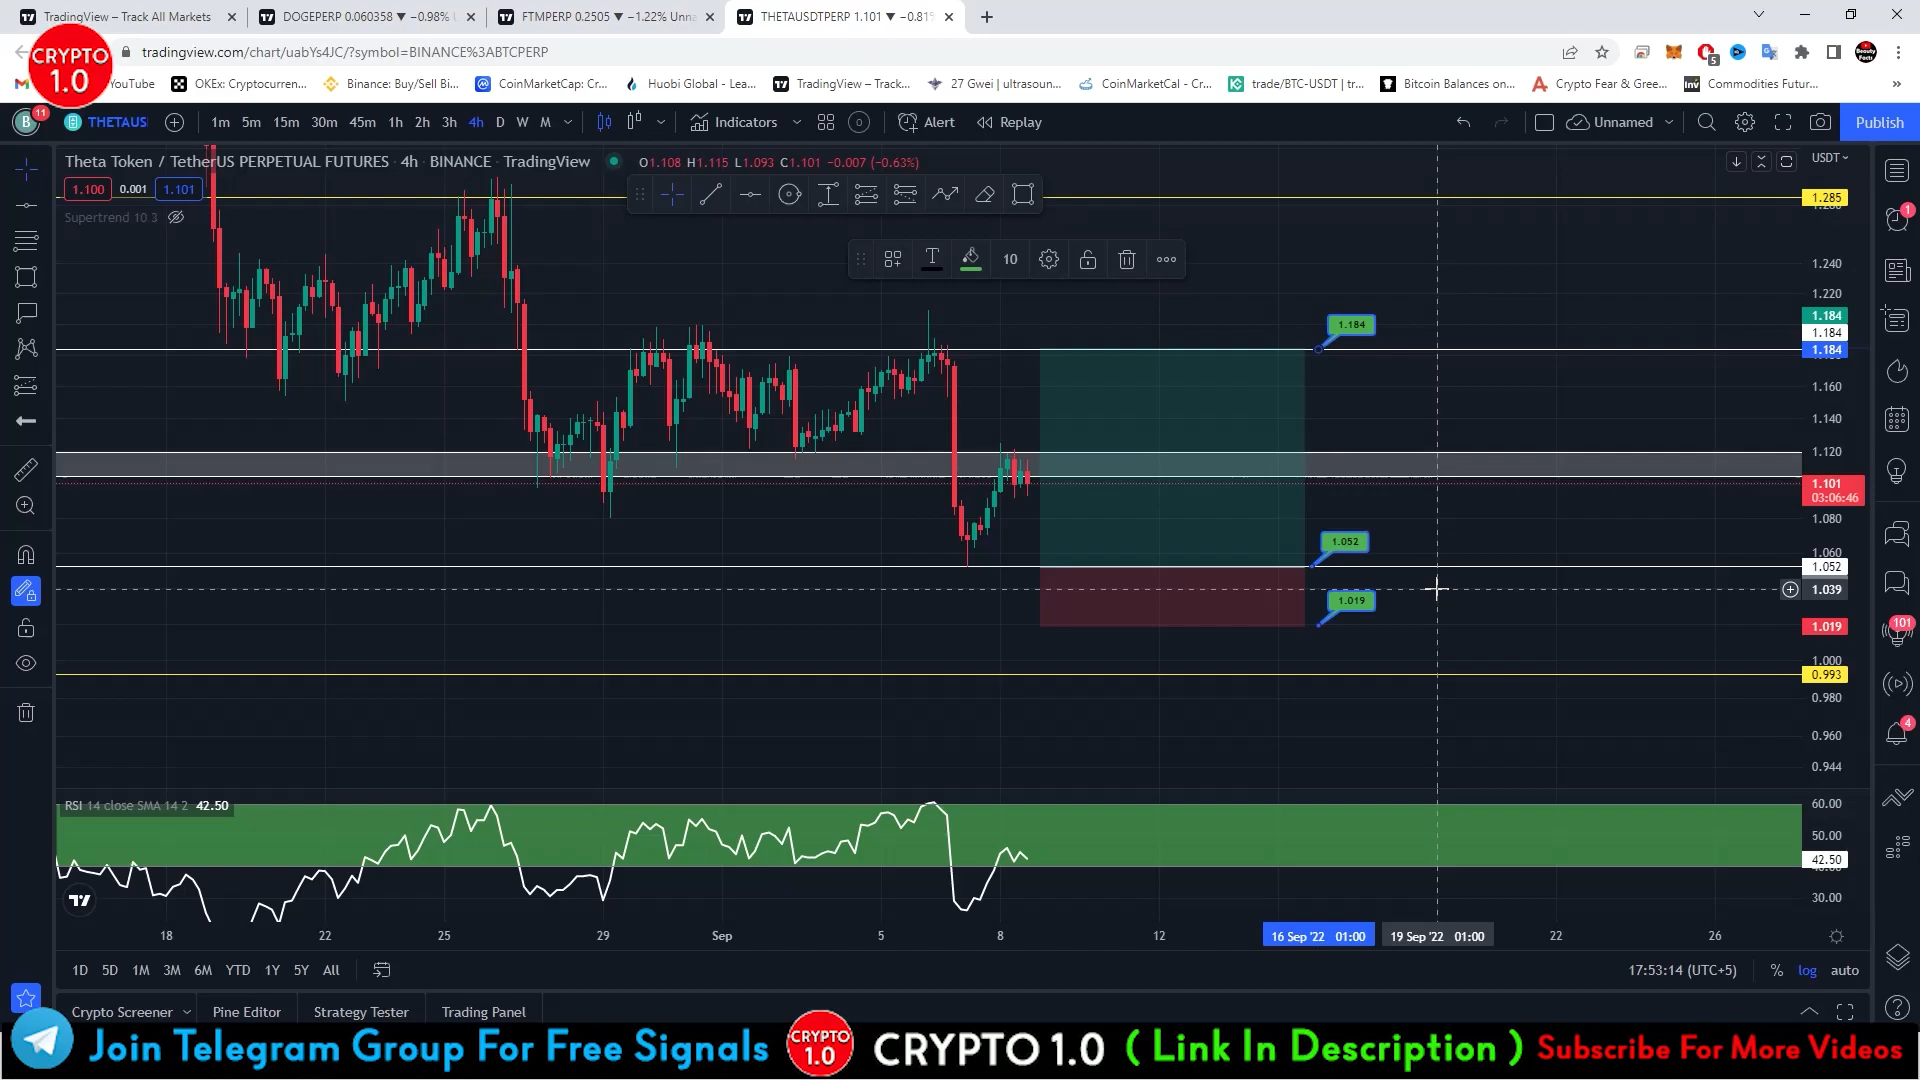 TradingView – Track All Markets
DOGEPERP 0.060358 ▼ −0.98%
FTMPERP 0.2505 ▼ −1.22% Unna
THETAUSDTPERP 1.101 ▼ −0.81%
tradingview.com/chart/uabYs4JC/?symbol=BINANCE%3ABTCPERP
CRYPTO
1.0
YouTube
OKEx: Cryptocurren...
Binance: Buy/Sell Bi...
CoinMarketCap: Cr...
Huobi Global - Lea...
TradingView – Track...
27 Gwei | ultrasoun...
CoinMarketCal - Cr...
trade/BTC-USDT | tr...
Bitcoin Balances on...
Crypto Fear & Gree...
Commodities Futur...
B 11 THETAUS 1m 5m 15m 30m 45m 1h 2h 3h 4h D W M Indicators Alert Replay Unnamed Publish
Theta Token / TetherUS PERPETUAL FUTURES · 4h · BINANCE · TradingView O1.108 H1.115 L1.093 C1.101 −0.007 (−0.63%)
USDT
1.100 0.001 1.101
Supertrend 10 3
10
1.285
1.240
1.220
1.184
1.184
1.184
1.184
1.160
1.140
1.120
1.101
03:06:46
1.080
1.052
1.060
1.052
1.039
1.019
1.019
1.000
0.993
0.980
0.960
0.944
RSI 14 close SMA 14 2 42.50
60.00
50.00
42.50
30.00
18 22 25 29 Sep 5 8 12 16 Sep '22 01:00 19 Sep '22 01:00 22 26
1D 5D 1M 3M 6M YTD 1Y 5Y All
17:53:14 (UTC+5) % log auto
Crypto Screener Pine Editor Strategy Tester Trading Panel
5
1
101
4
Join Telegram Group For Free Signals CRYPTO 1.0 CRYPTO 1.0 ( Link In Description ) Subscribe For More Videos